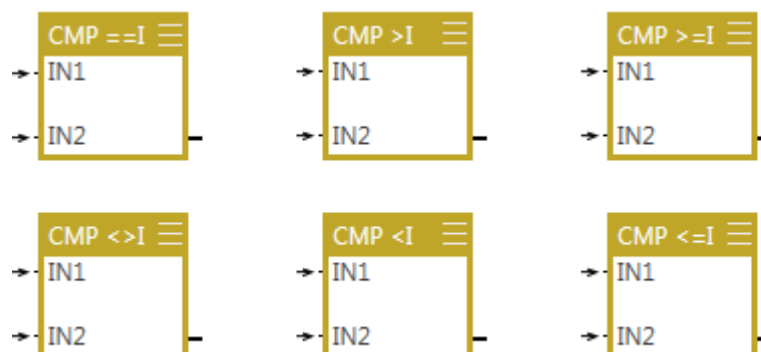 CMP ==I
IN1
IN2
CMP >I
IN1
IN2
CMP >=I
IN1
IN2
CMP <>I
IN1
IN2
CMP <I
IN1
IN2
CMP <=I
IN1
IN2